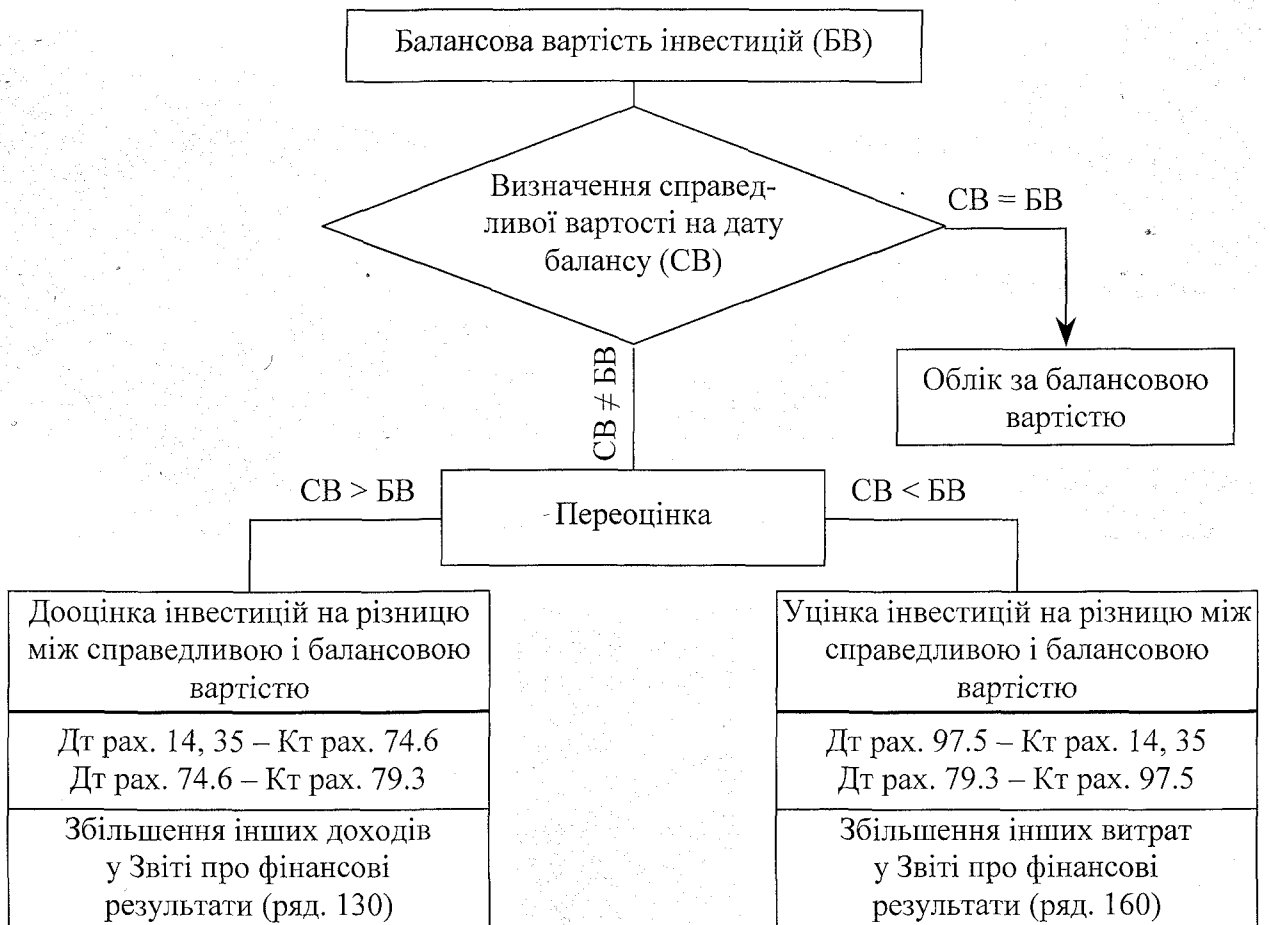 Балансова вартість інвестицій (БВ)
Визначення справед-
ливої вартості на дату
балансу (СВ)
СВ = БВ
Облік за балансовою
вартістю
СВ ≠ БВ
СВ > БВ
Переоцінка
СВ < БВ
Дооцінка інвестицій на різницю
між справедливою і балансовою
вартістю
Дт рах. 14, 35 – Кт рах. 74.6
Дт рах. 74.6 – Кт рах. 79.3
Збільшення інших доходів
у Звіті про фінансові
результати (ряд. 130)
Уцінка інвестицій на різницю між
справедливою і балансовою
вартістю
Дт рах. 97.5 – Кт рах. 14, 35
Дт рах. 79.3 – Кт рах. 97.5
Збільшення інших витрат
у Звіті про фінансові
результати (ряд. 160)